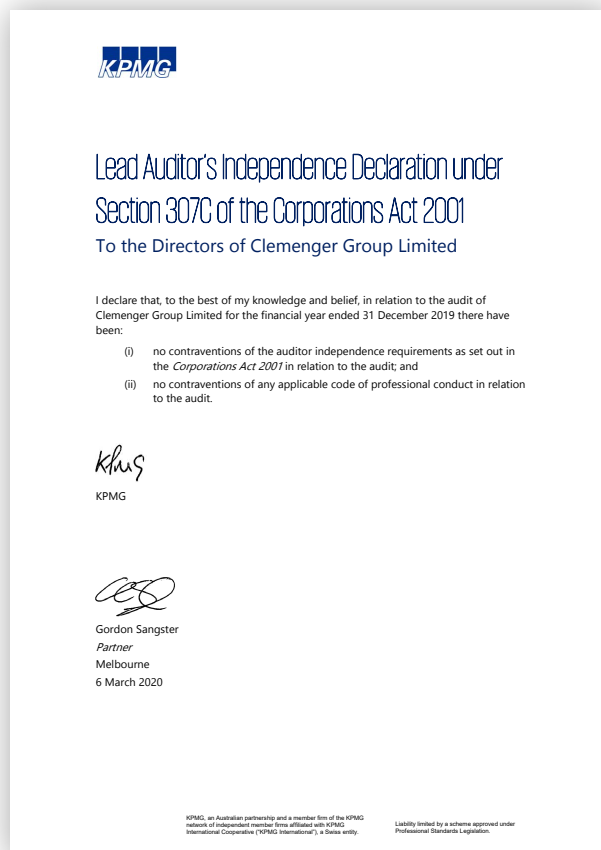 KPMG
Lead Auditor's Independence Declaration under
Section 307C of the Corporations Act 2001
To the Directors of Clemenger Group Limited
I declare that, to the best of my knowledge and belief, in relation to the audit of
Clemenger Group Limited for the financial year ended 31 December 2019 there have
been:
(i) no contraventions of the auditor independence requirements as set out in
the Corporations Act 2001 in relation to the audit; and
(ii) no contraventions of any applicable code of professional conduct in relation
to the audit.
KPMG
KPMG
Gordon Sangster
Partner
Melbourne
6 March 2020
KPMG, an Australian partnership and a member firm of the KPMG
network of independent member firms affiliated with KPMG
International Cooperative ("KPMG International"), a Swiss entity.
Liability limited by a scheme approved under
Professional Standards Legislation.